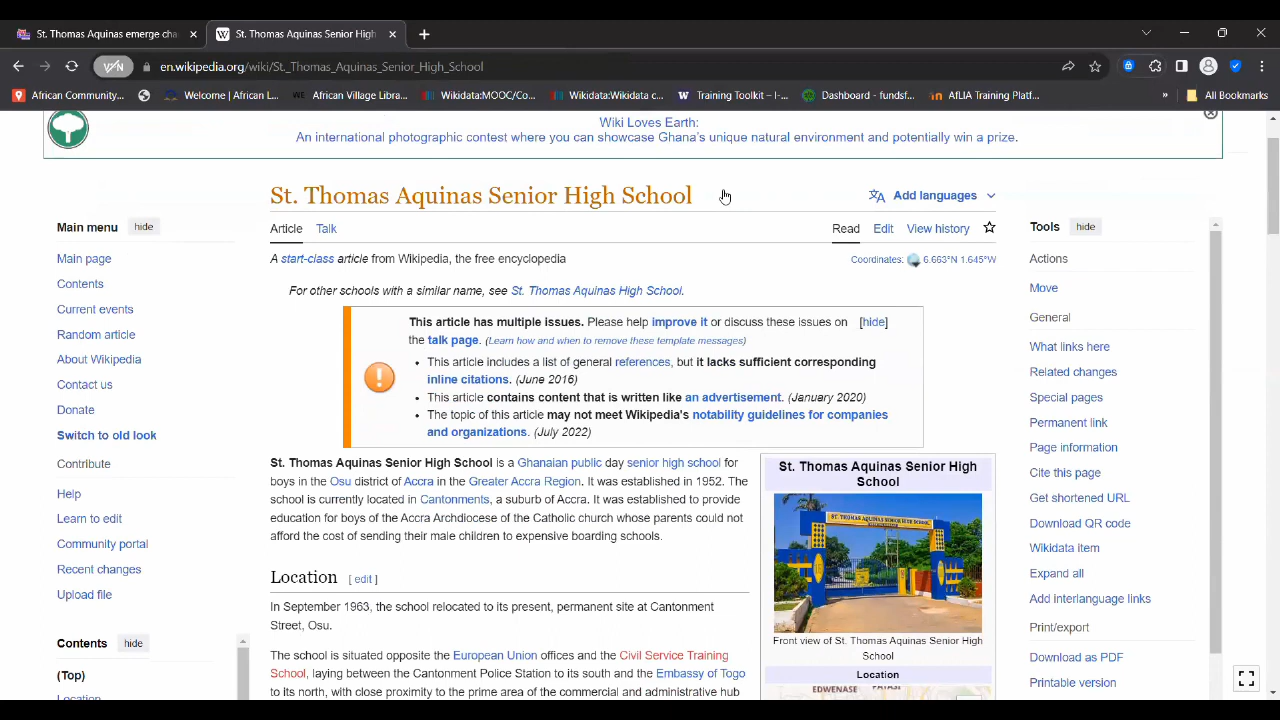 St. Thomas Aquinas emerge cha
St. Thomas Aquinas Senior High
VPN
en.wikipedia.org/wiki/St._Thomas_Aquinas_Senior_High_School
African Community...
Welcome | African L...
African Village Libra...
Wikidata:MOOC/Co...
Wikidata:Wikidata c...
Training Toolkit – I-...
Dashboard - fundsf...
AfLIA Training Platf...
»
All Bookmarks
Wiki Loves Earth:
An international photographic contest where you can showcase Ghana's unique natural environment and potentially win a prize.
St. Thomas Aquinas Senior High School
Add languages
Article Talk
Read Edit View history
A start-class article from Wikipedia, the free encyclopedia
Coordinates: 6.663°N 1.645°W
For other schools with a similar name, see St. Thomas Aquinas High School.
This article has multiple issues. Please help improve it or discuss these issues on [hide]
the talk page. (Learn how and when to remove these template messages)
• This article includes a list of general references, but it lacks sufficient corresponding
inline citations. (June 2016)
• This article contains content that is written like an advertisement. (January 2020)
• The topic of this article may not meet Wikipedia's notability guidelines for companies
and organizations. (July 2022)
St. Thomas Aquinas Senior High School is a Ghanaian public day senior high school for
boys in the Osu district of Accra in the Greater Accra Region. It was established in 1952. The
school is currently located in Cantonments, a suburb of Accra. It was established to provide
education for boys of the Accra Archdiocese of the Catholic church whose parents could not
afford the cost of sending their male children to expensive boarding schools.
Location [ edit ]
In September 1963, the school relocated to its present, permanent site at Cantonment
Street, Osu.
The school is situated opposite the European Union offices and the Civil Service Training
School, laying between the Cantonment Police Station to its south and the Embassy of Togo
to its north, with close proximity to the prime area of the commercial and administrative hub
St. Thomas Aquinas Senior High
School
ST. THOMAS AQUINAS SENIOR HIGH SCHOOL
Front view of St. Thomas Aquinas Senior High
School
Location
EDWENASE
Main menu hide
Main page
Contents
Current events
Random article
About Wikipedia
Contact us
Donate
Switch to old look
Contribute
Help
Learn to edit
Community portal
Recent changes
Upload file
Contents hide
(Top)
Location
Tools hide
Actions
Move
General
What links here
Related changes
Special pages
Permanent link
Page information
Cite this page
Get shortened URL
Download QR code
Wikidata item
Expand all
Add interlanguage links
Print/export
Download as PDF
Printable version